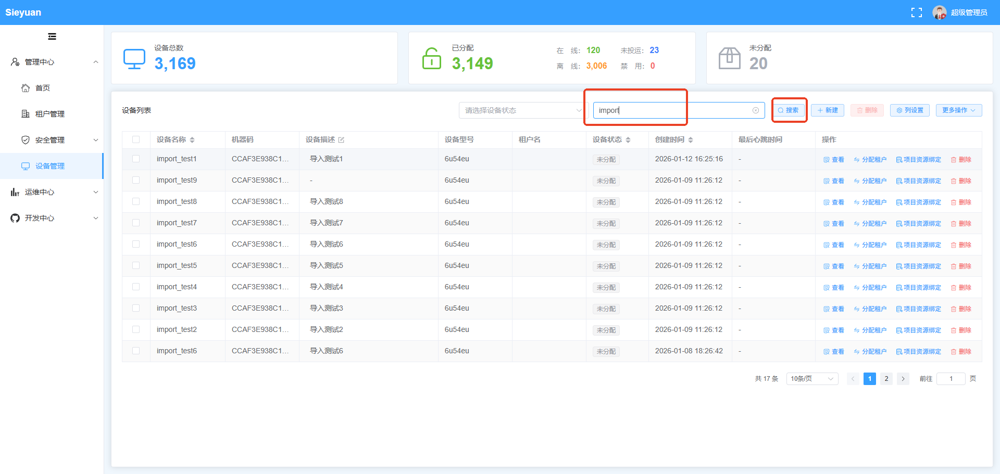 Sieyuan
超级管理员
管理中心
首页
租户管理
安全管理
设备管理
运维中心
开发中心
设备总数
3,169
已分配
3,149
在 线: 120 未投运: 23
离 线: 3,006 禁 用: 0
未分配
20
设备列表 请选择设备状态 import 搜索 新建 删除 列设置 更多操作
设备名称 机器码 设备描述 设备型号 租户名 设备状态 创建时间 最后心跳时间 操作
import_test1 CCAF3E938C1... 导入测试1 6u54eu 未分配 2026-01-12 16:25:16 - 查看 分配租户 项目资源绑定 删除
import_test9 CCAF3E938C1... - 6u54eu 未分配 2026-01-09 11:26:12 - 查看 分配租户 项目资源绑定 删除
import_test8 CCAF3E938C1... 导入测试8 6u54eu 未分配 2026-01-09 11:26:12 - 查看 分配租户 项目资源绑定 删除
import_test7 CCAF3E938C1... 导入测试7 6u54eu 未分配 2026-01-09 11:26:12 - 查看 分配租户 项目资源绑定 删除
import_test6 CCAF3E938C1... 导入测试6 6u54eu 未分配 2026-01-09 11:26:12 - 查看 分配租户 项目资源绑定 删除
import_test5 CCAF3E938C1... 导入测试5 6u54eu 未分配 2026-01-09 11:26:12 - 查看 分配租户 项目资源绑定 删除
import_test4 CCAF3E938C1... 导入测试4 6u54eu 未分配 2026-01-09 11:26:12 - 查看 分配租户 项目资源绑定 删除
import_test3 CCAF3E938C1... 导入测试3 6u54eu 未分配 2026-01-09 11:26:12 - 查看 分配租户 项目资源绑定 删除
import_test2 CCAF3E938C1... 导入测试2 6u54eu 未分配 2026-01-09 11:26:12 - 查看 分配租户 项目资源绑定 删除
import_test6 CCAF3E938C1... 导入测试6 6u54eu 未分配 2026-01-08 18:26:42 - 查看 分配租户 项目资源绑定 删除
共 17 条 10条/页 1 2 前往 1 页